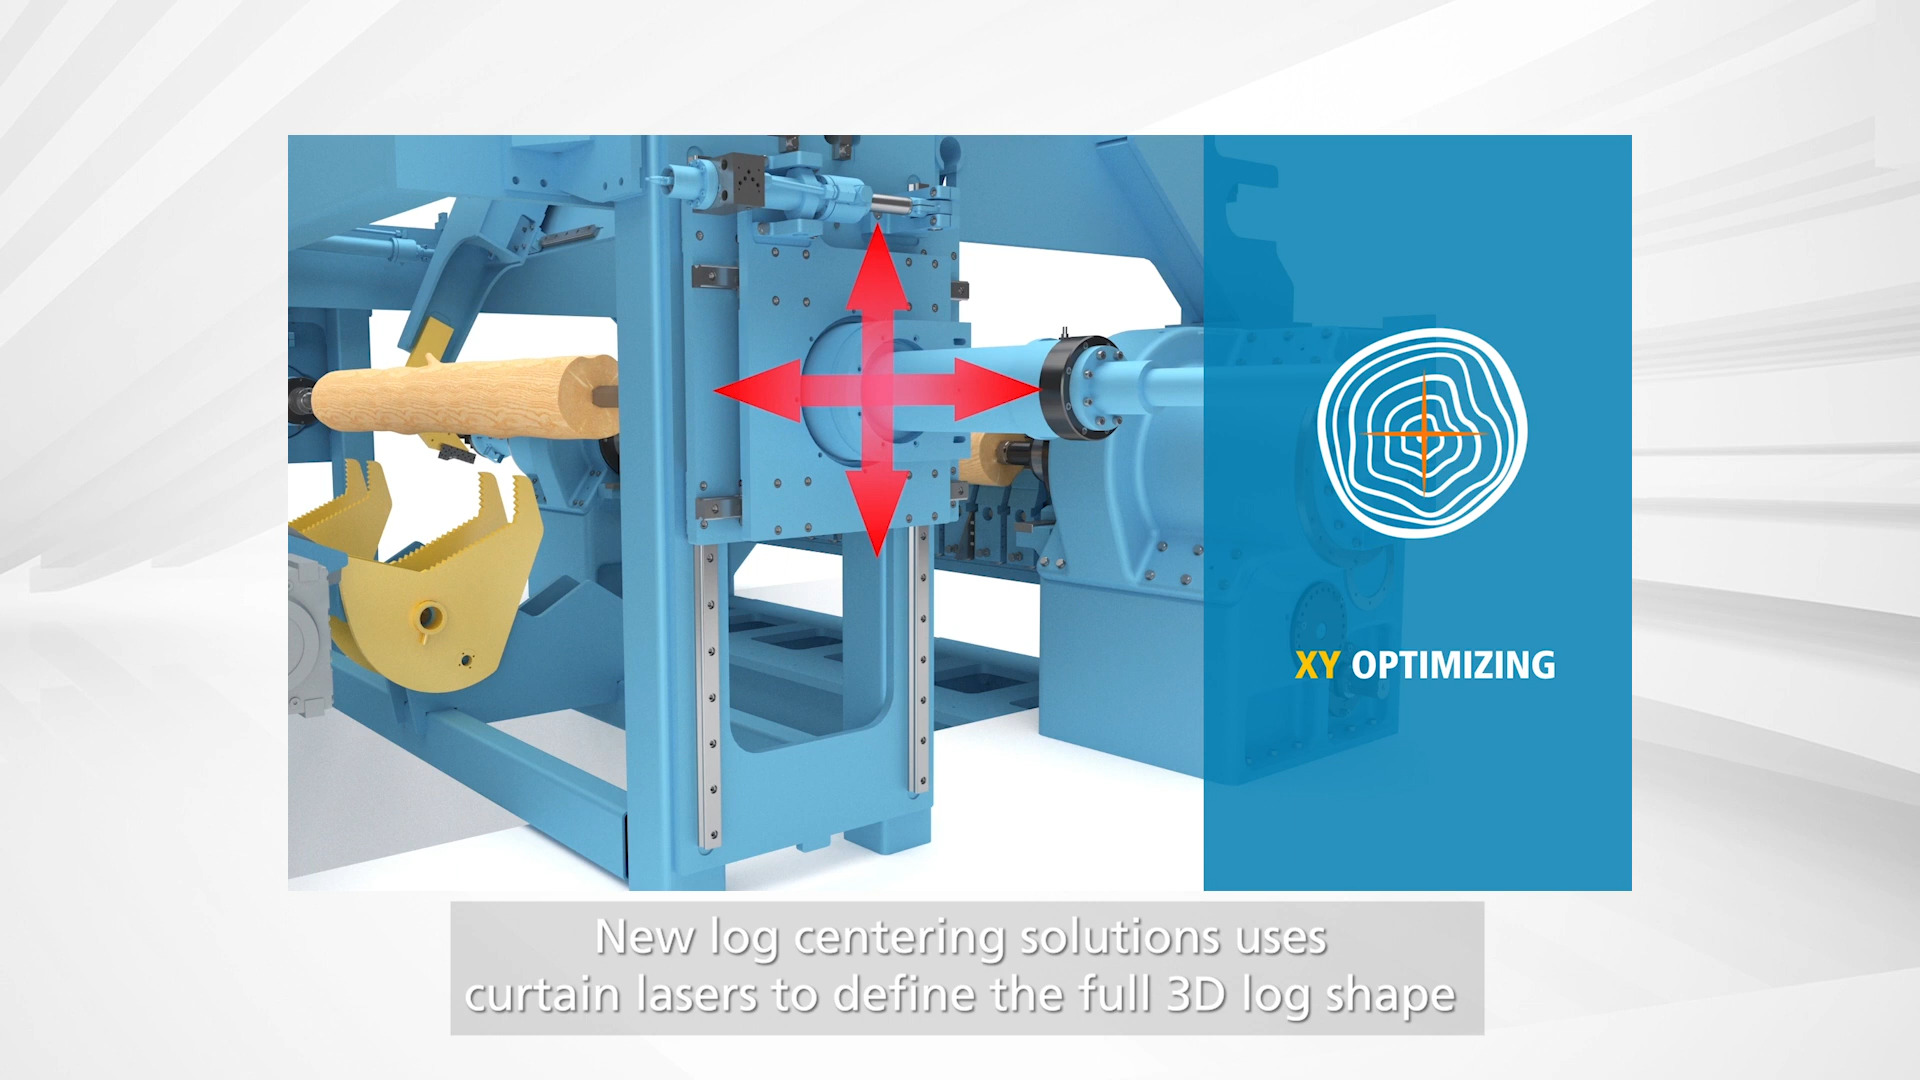 XY OPTIMIZING
New log centering solutions uses
curtain lasers to define the full 3D log shape